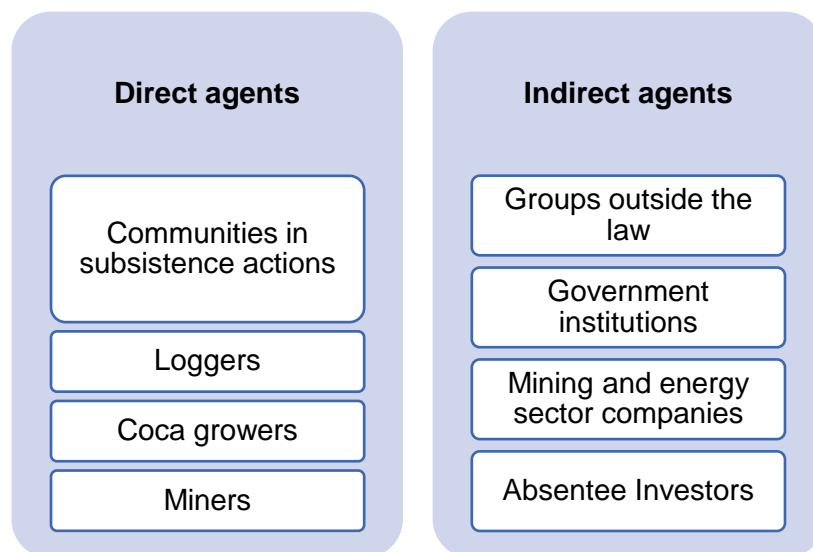 Direct agents
Communities in
subsistence actions
Loggers
Coca growers
Miners
Indirect agents
Groups outside the
law
Government
institutions
Mining and energy
sector companies
Absentee Investors